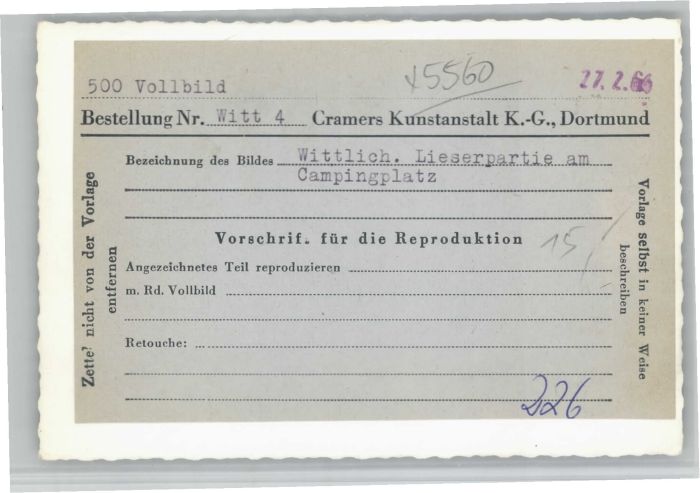 500 Vollbild
x5560
27.2.66
Bestellung Nr. Witt 4 Cramers Kunstanstalt K.-G., Dortmund
Bezeichnung des Bildes Wittlich. Lieserpartie am
Campingplatz
Vorschrif. für die Reproduktion
15,-
Angezeichnetes Teil reproduzieren
m. Rd. Vollbild
Retouche:
226
Zettel nicht von der Vorlage
entfernen
Vorlage selbst in keiner Weise
beschreiben